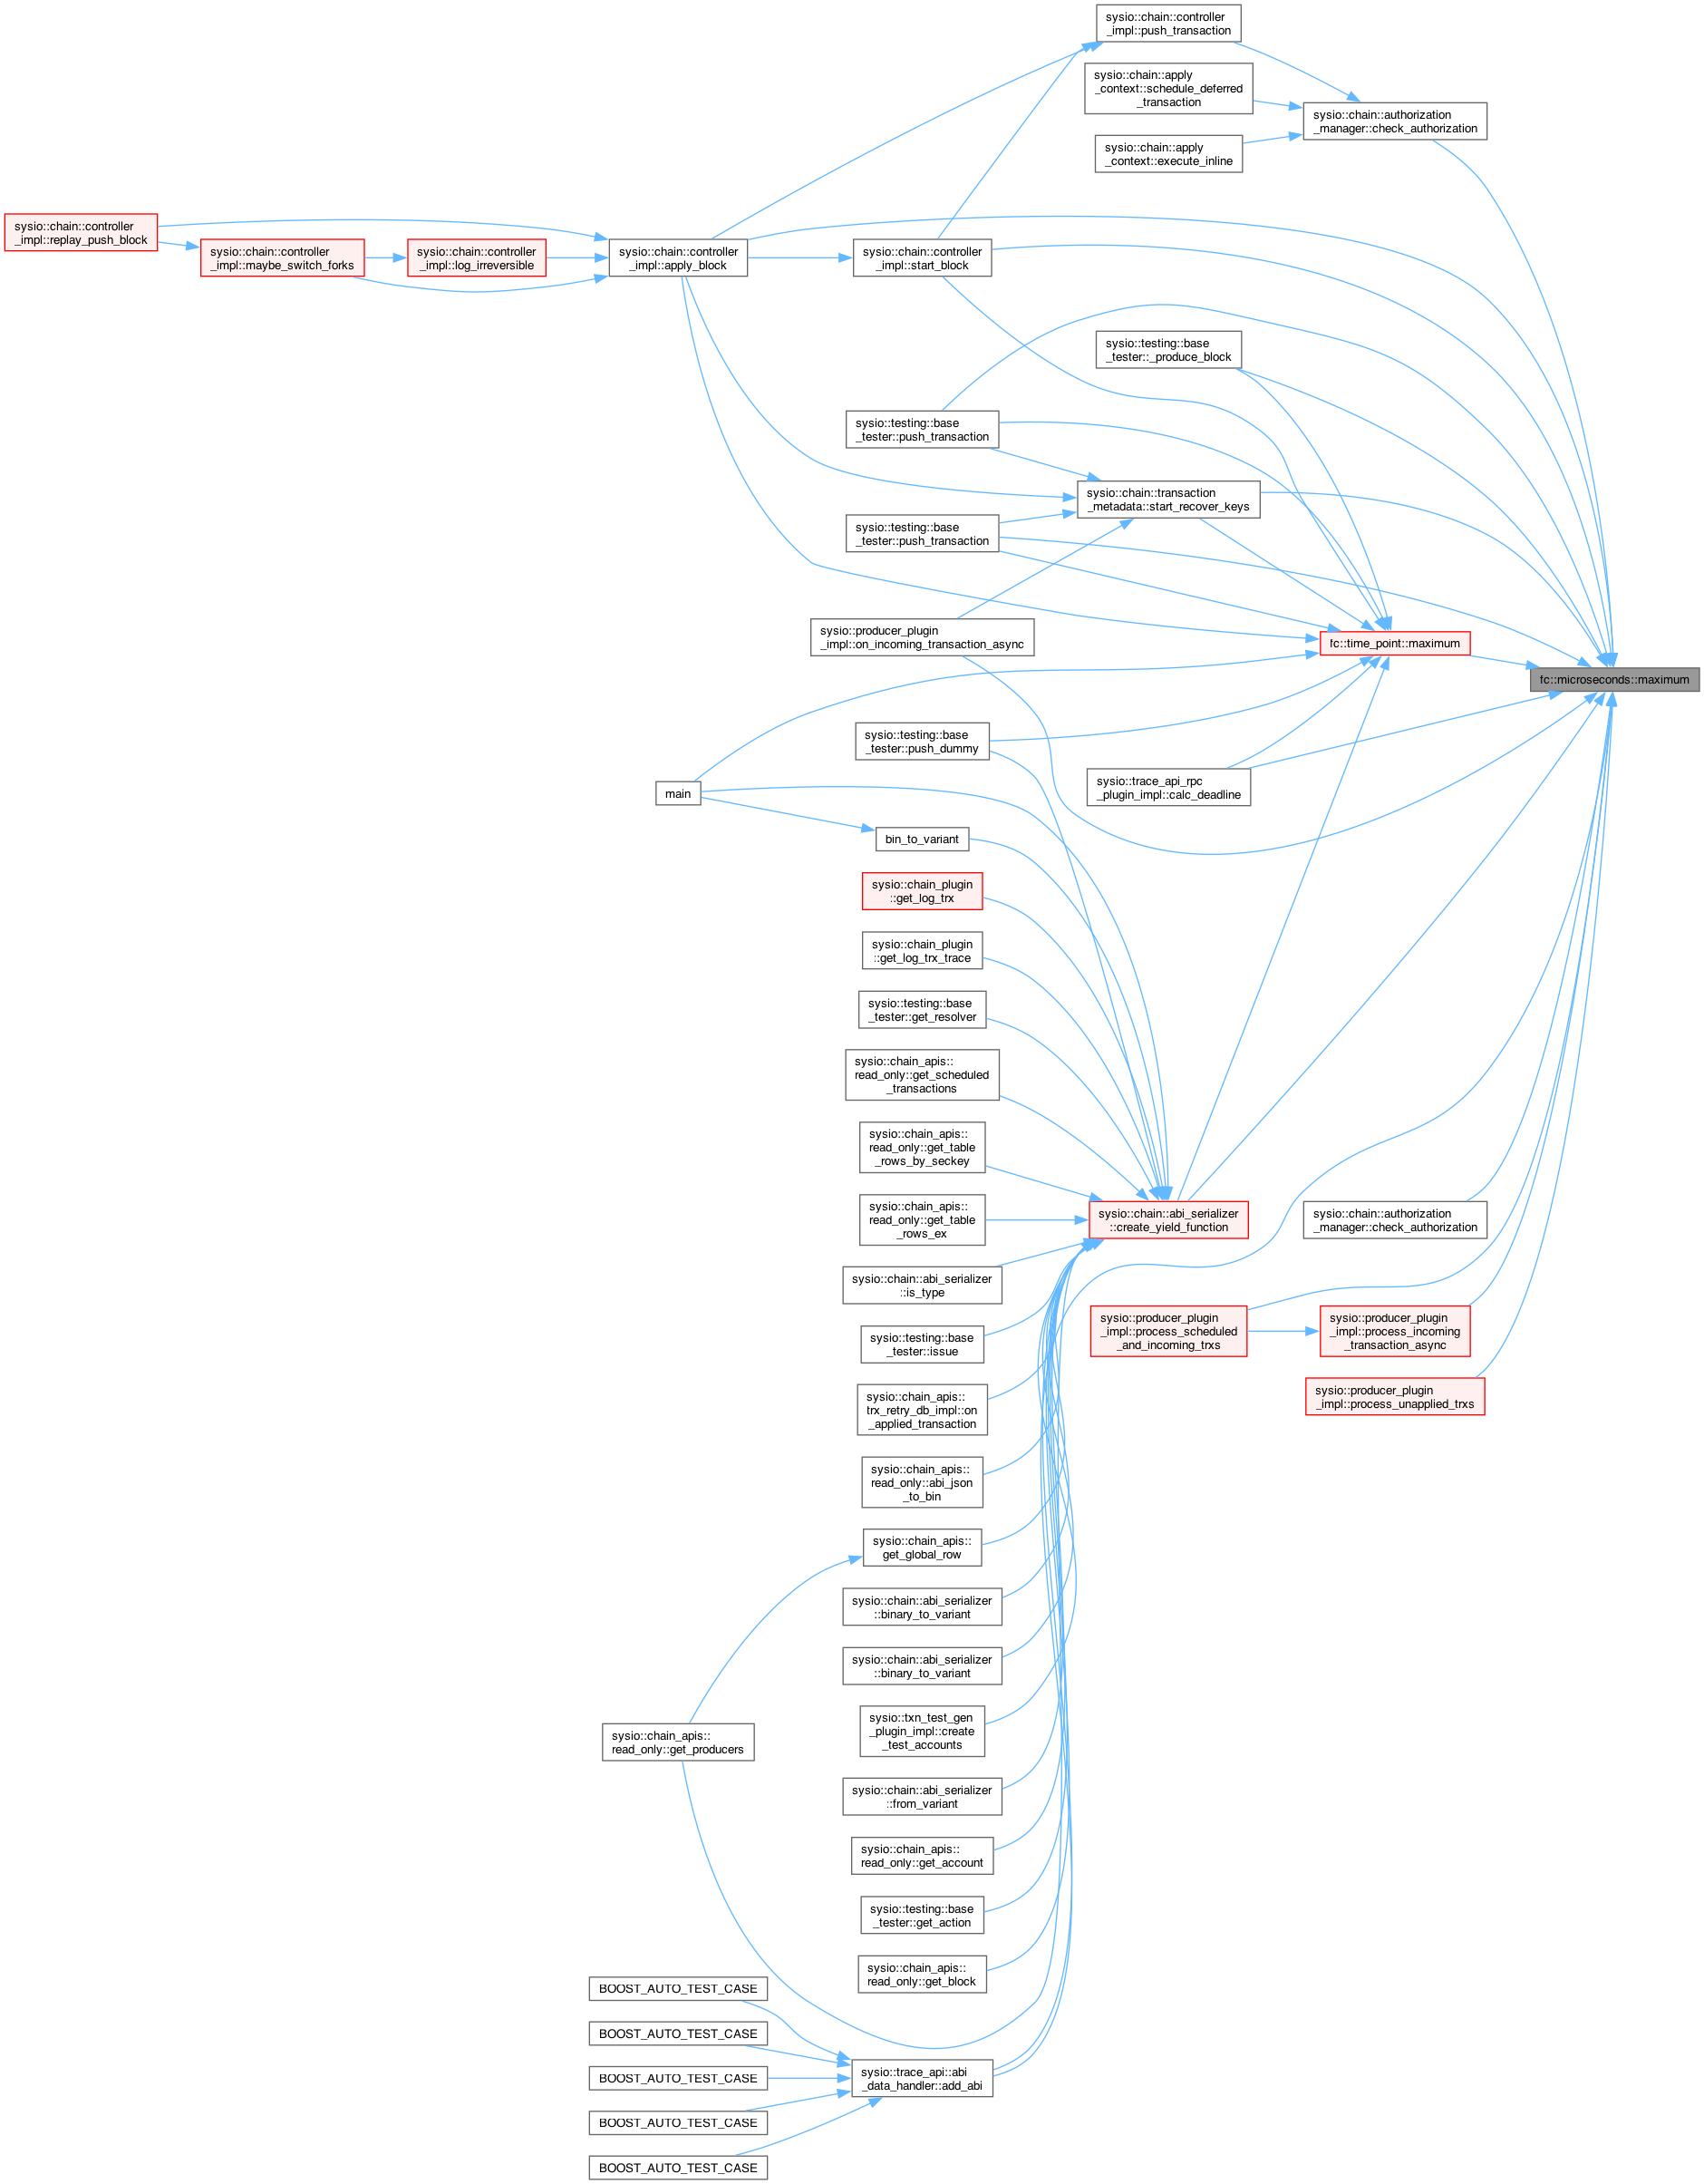 sysio::chain::controller
_impl::push_transaction
sysio::chain::apply
_context::schedule_deferred
_transaction
sysio::chain::authorization
_manager::check_authorization
sysio::chain::apply
_context::execute_inline
sysio::chain::controller
_impl::replay_push_block
sysio::chain::controller
_impl::maybe_switch_forks
sysio::chain::controller
_impl::log_irreversible
sysio::chain::controller
_impl::apply_block
sysio::chain::controller
_impl::start_block
sysio::testing::base
_tester::_produce_block
sysio::testing::base
_tester::push_transaction
sysio::chain::transaction
_metadata::start_recover_keys
sysio::testing::base
_tester::push_transaction
sysio::producer_plugin
_impl::on_incoming_transaction_async
fc::time_point::maximum
fc::microseconds::maximum
sysio::testing::base
_tester::push_dummy
sysio::trace_api_rpc
_plugin_impl::calc_deadline
main
bin_to_variant
sysio::chain_plugin
::get_log_trx
sysio::chain_plugin
::get_log_trx_trace
sysio::testing::base
_tester::get_resolver
sysio::chain_apis::
read_only::get_scheduled
_transactions
sysio::chain_apis::
read_only::get_table
_rows_by_seckey
sysio::chain_apis::
read_only::get_table
_rows_ex
sysio::chain::abi_serializer
::create_yield_function
sysio::chain::authorization
_manager::check_authorization
sysio::chain::abi_serializer
::is_type
sysio::producer_plugin
_impl::process_scheduled
_and_incoming_trxs
sysio::producer_plugin
_impl::process_incoming
_transaction_async
sysio::testing::base
_tester::issue
sysio::producer_plugin
_impl::process_unapplied_trxs
sysio::chain_apis::
trx_retry_db_impl::on
_applied_transaction
sysio::chain_apis::
read_only::abi_json
_to_bin
sysio::chain_apis::
get_global_row
sysio::chain::abi_serializer
::binary_to_variant
sysio::chain::abi_serializer
::binary_to_variant
sysio::txn_test_gen
_plugin_impl::create
_test_accounts
sysio::chain_apis::
read_only::get_producers
sysio::chain::abi_serializer
::from_variant
sysio::chain_apis::
read_only::get_account
sysio::testing::base
_tester::get_action
sysio::chain_apis::
read_only::get_block
BOOST_AUTO_TEST_CASE
BOOST_AUTO_TEST_CASE
sysio::trace_api::abi
_data_handler::add_abi
BOOST_AUTO_TEST_CASE
BOOST_AUTO_TEST_CASE
BOOST_AUTO_TEST_CASE